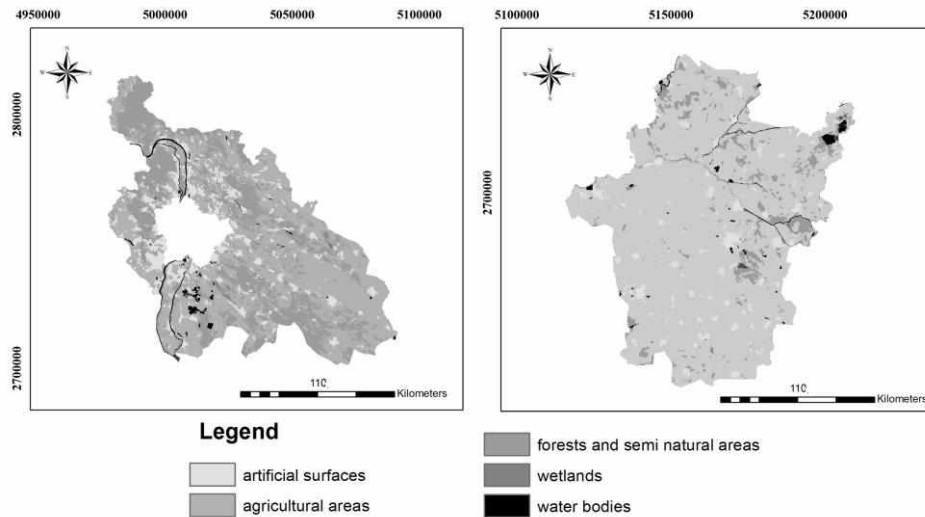 4950000 5000000 5050000 5100000
5100000 5150000 5200000
N
W E
S
N
W E
S
2800000
2700000
2700000
110
Kilometers
110
Kilometers
Legend
artificial surfaces
agricultural areas
forests and semi natural areas
wetlands
water bodies